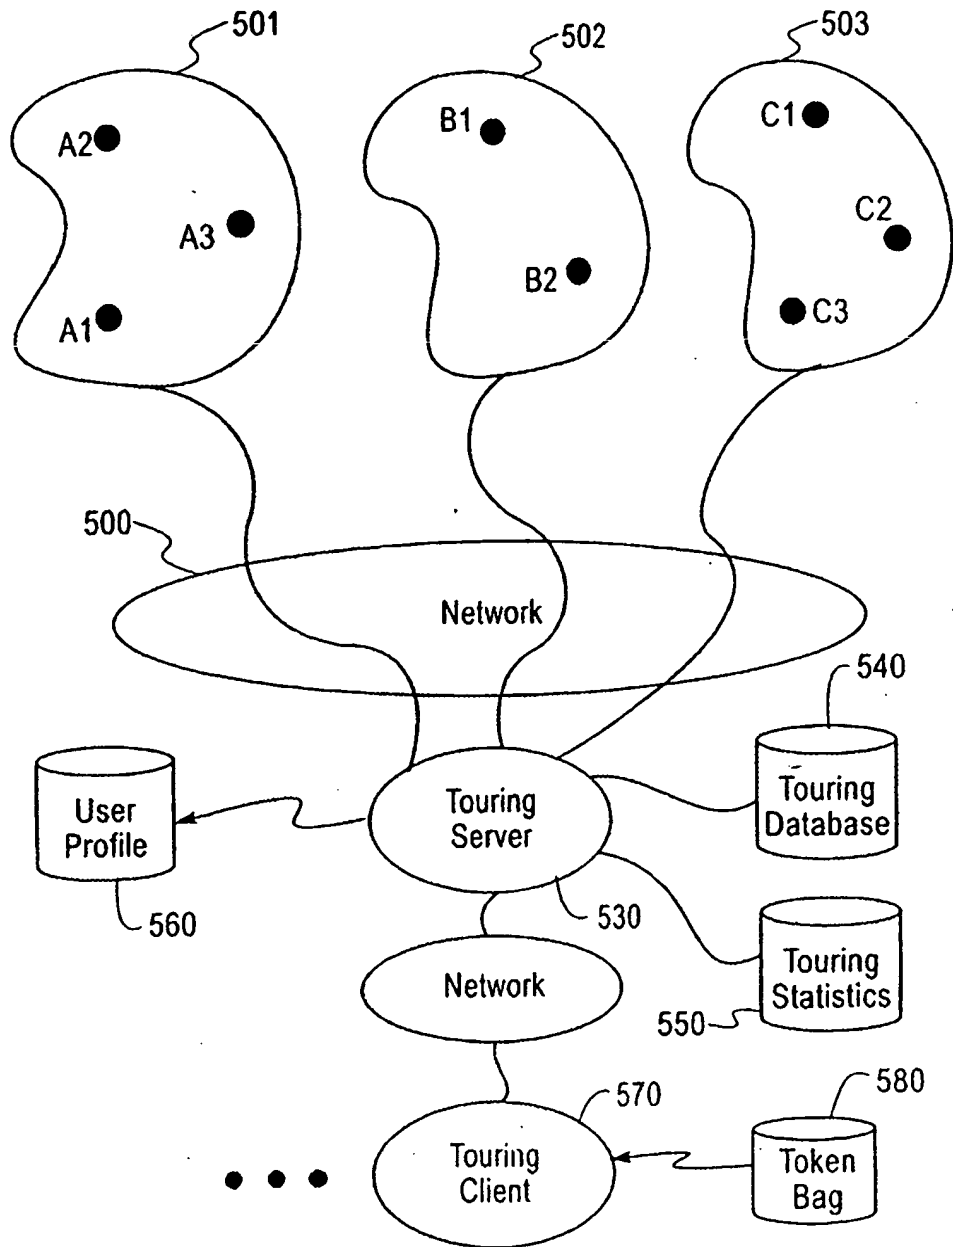 501
502
503
A2
A3
A1
B1
B2
C1
C2
C3
500
Network
540
User
Profile
560
Touring
Server
530
Touring
Database
Touring
Statistics
550
Network
570
580
Touring
Client
Token
Bag